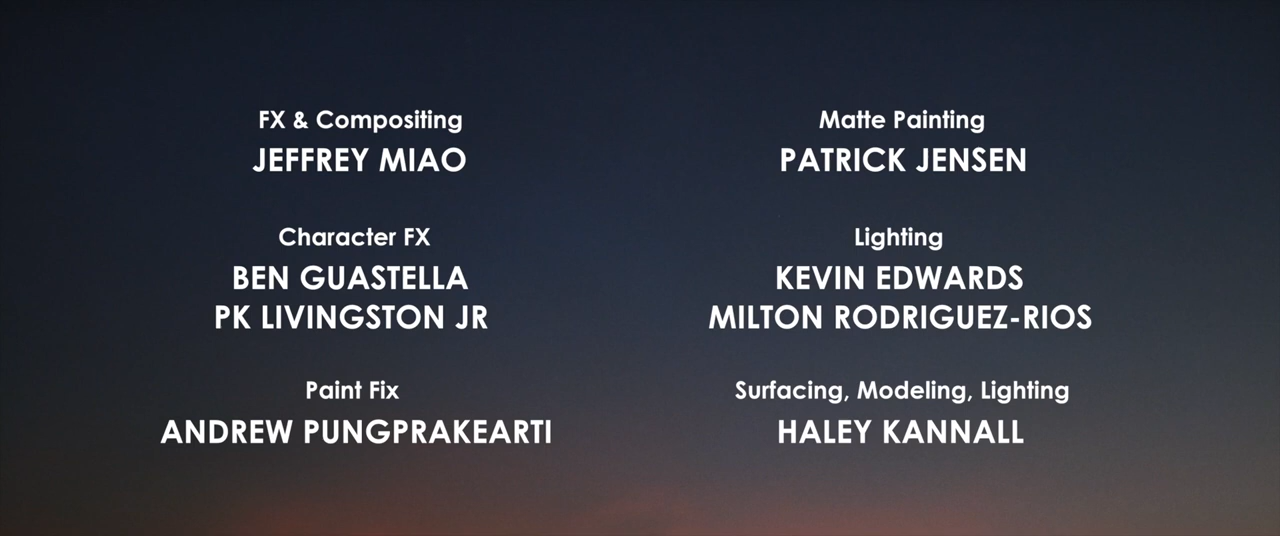 FX & Compositing
JEFFREY MIAO
Character FX
BEN GUASTELLA
PK LIVINGSTON JR
Paint Fix
ANDREW PUNGPRAKEARTI
Matte Painting
PATRICK JENSEN
Lighting
KEVIN EDWARDS
MILTON RODRIGUEZ-RIOS
Surfacing, Modeling, Lighting
HALEY KANNALL